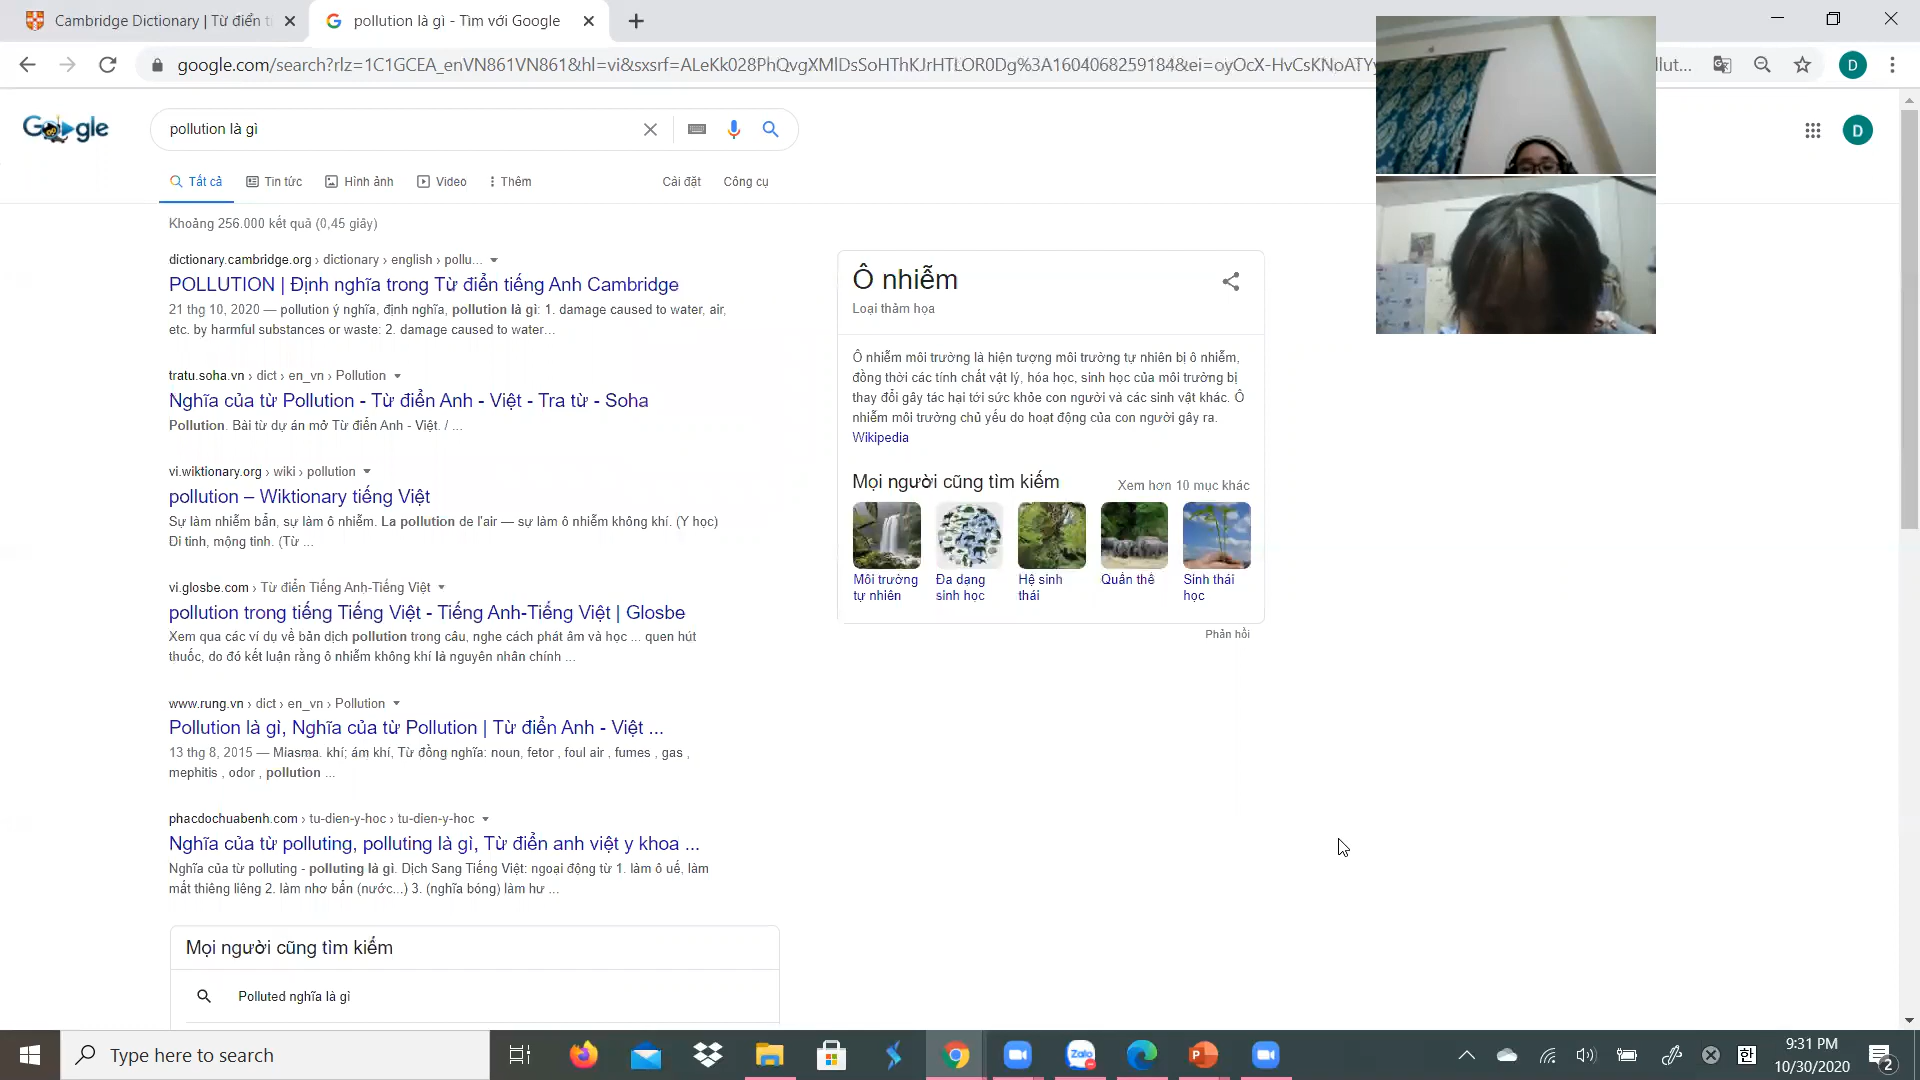 Cambridge Dictionary | Từ điển t
pollution là gì - Tìm với Google
google.com/search?rlz=1C1GCEA_enVN861VN861&hl=vi&sxsrf=ALeKk028PhQvgXMlDsSoHThKJrHTLOR0Dg%3A1604068259184&ei=oyOcX-HvCsKNoATY
lut...
D
Google
pollution là gì
D
Tất cả
Tin tức
Hình ảnh
Video
Thêm
Cài đặt
Công cụ
Khoảng 256.000 kết quả (0,45 giây)
dictionary.cambridge.org › dictionary › english › pollu...
POLLUTION | Định nghĩa trong Từ điển tiếng Anh Cambridge
21 thg 10, 2020 — pollution ý nghĩa, định nghĩa, pollution là gì: 1. damage caused to water, air,
etc. by harmful substances or waste: 2. damage caused to water...
tratu.soha.vn › dict › en_vn › Pollution
Nghĩa của từ Pollution - Từ điển Anh - Việt - Tra từ - Soha
Pollution. Bài từ dự án mở Từ điển Anh - Việt. / ...
vi.wiktionary.org › wiki › pollution
pollution – Wiktionary tiếng Việt
Sự làm nhiễm bẩn, sự làm ô nhiễm. La pollution de l'air — sự làm ô nhiễm không khí. (Y học)
Di tinh, mộng tinh. (Từ ...
vi.glosbe.com › Từ điển Tiếng Anh-Tiếng Việt
pollution trong tiếng Tiếng Việt - Tiếng Anh-Tiếng Việt | Glosbe
Xem qua các ví dụ về bản dịch pollution trong câu, nghe cách phát âm và học ... quen hút
thuốc, do đó kết luận rằng ô nhiễm không khí là nguyên nhân chính ...
www.rung.vn › dict › en_vn › Pollution
Pollution là gì, Nghĩa của từ Pollution | Từ điển Anh - Việt ...
13 thg 8, 2015 — Miasma. khí; ám khí, Từ đồng nghĩa: noun, fetor , foul air , fumes , gas ,
mephitis , odor , pollution ...
phacdochuabenh.com › tu-dien-y-hoc › tu-dien-y-hoc
Nghĩa của từ polluting, polluting là gì, Từ điển anh việt y khoa ...
Nghĩa của từ polluting - polluting là gì. Dịch Sang Tiếng Việt: ngoại động từ 1. làm ô uế, làm
mất thiêng liêng 2. làm nhơ bẩn (nước...) 3. (nghĩa bóng) làm hư ...
Mọi người cũng tìm kiếm
Polluted nghĩa là gì
Ô nhiễm
Loại thảm họa
Ô nhiễm môi trường là hiện tượng môi trường tự nhiên bị ô nhiễm,
đồng thời các tính chất vật lý, hóa học, sinh học của môi trường bị
thay đổi gây tác hại tới sức khỏe con người và các sinh vật khác. Ô
nhiễm môi trường chủ yếu do hoạt động của con người gây ra.
Wikipedia
Mọi người cũng tìm kiếm
Xem hơn 10 mục khác
Môi trường
tự nhiên
Đa dạng
sinh học
Hệ sinh
thái
Quần thể
Sinh thái
học
Phản hồi
Type here to search
Zalo
한
9:31 PM
10/30/2020
2